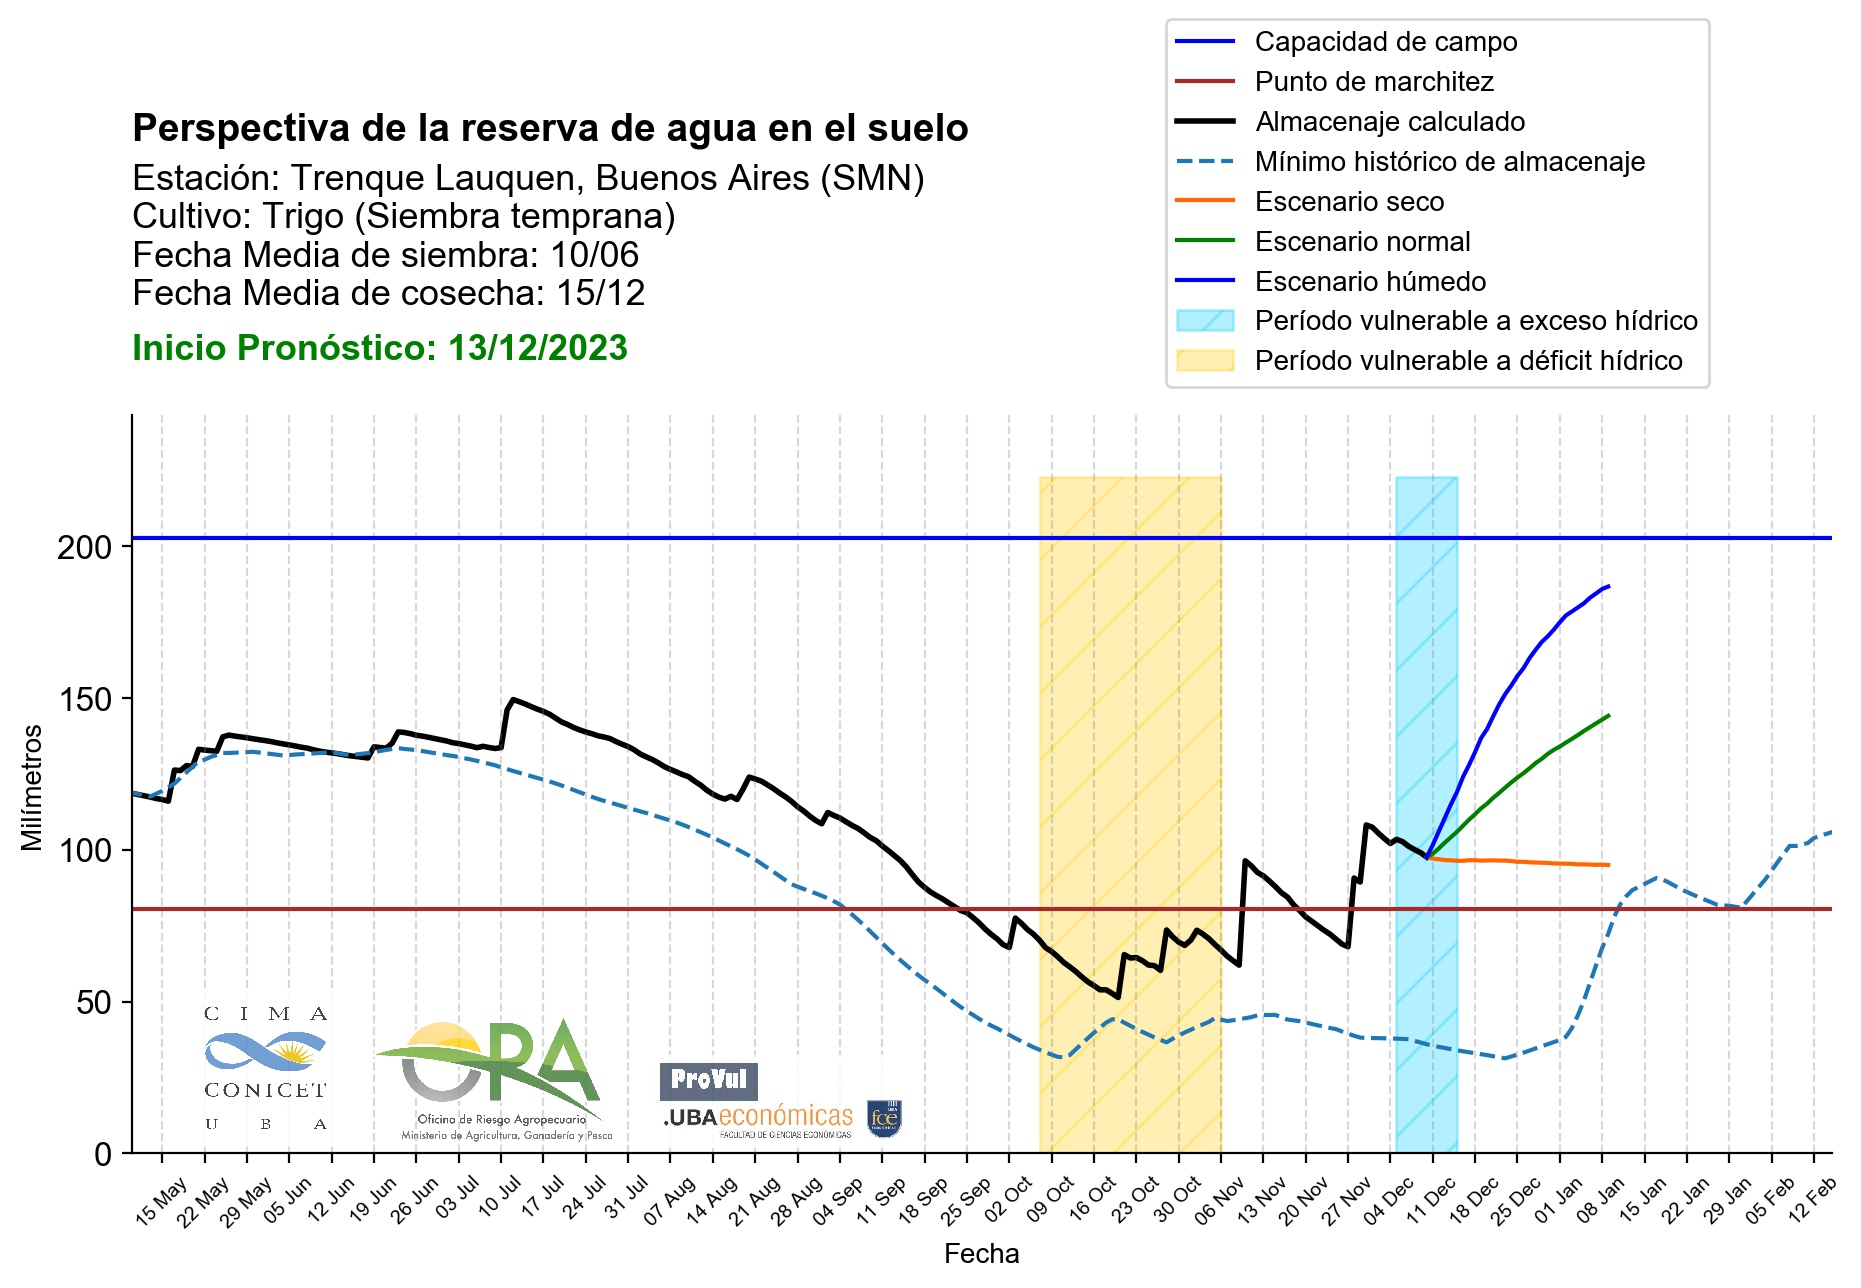 Capacidad de campo
Punto de marchitez
Almacenaje calculado
Mínimo histórico de almacenaje
Escenario seco
Escenario normal
Escenario húmedo
Período vulnerable a exceso hídrico
Período vulnerable a déficit hídrico
Perspectiva de la reserva de agua en el suelo
Estación: Trenque Lauquen, Buenos Aires (SMN)
Cultivo: Trigo (Siembra temprana)
Fecha Media de siembra: 10/06
Fecha Media de cosecha: 15/12
Inicio Pronóstico: 13/12/2023
Milímetros
200
150
100
50
0
C I M A
CONICET
U B A
ORA
Oficina de Riesgo Agropecuario
Ministerio de Agricultura, Ganadería y Pesca
ProVul
.UBAeconómicas
FACULTAD DE CIENCIAS ECONÓMICAS
fce
15 May
22 May
29 May
05 Jun
12 Jun
19 Jun
26 Jun
03 Jul
10 Jul
17 Jul
24 Jul
31 Jul
07 Aug
14 Aug
21 Aug
28 Aug
04 Sep
11 Sep
18 Sep
25 Sep
02 Oct
09 Oct
16 Oct
23 Oct
30 Oct
06 Nov
13 Nov
20 Nov
27 Nov
04 Dec
11 Dec
18 Dec
25 Dec
01 Jan
08 Jan
15 Jan
22 Jan
29 Jan
05 Feb
12 Feb
Fecha